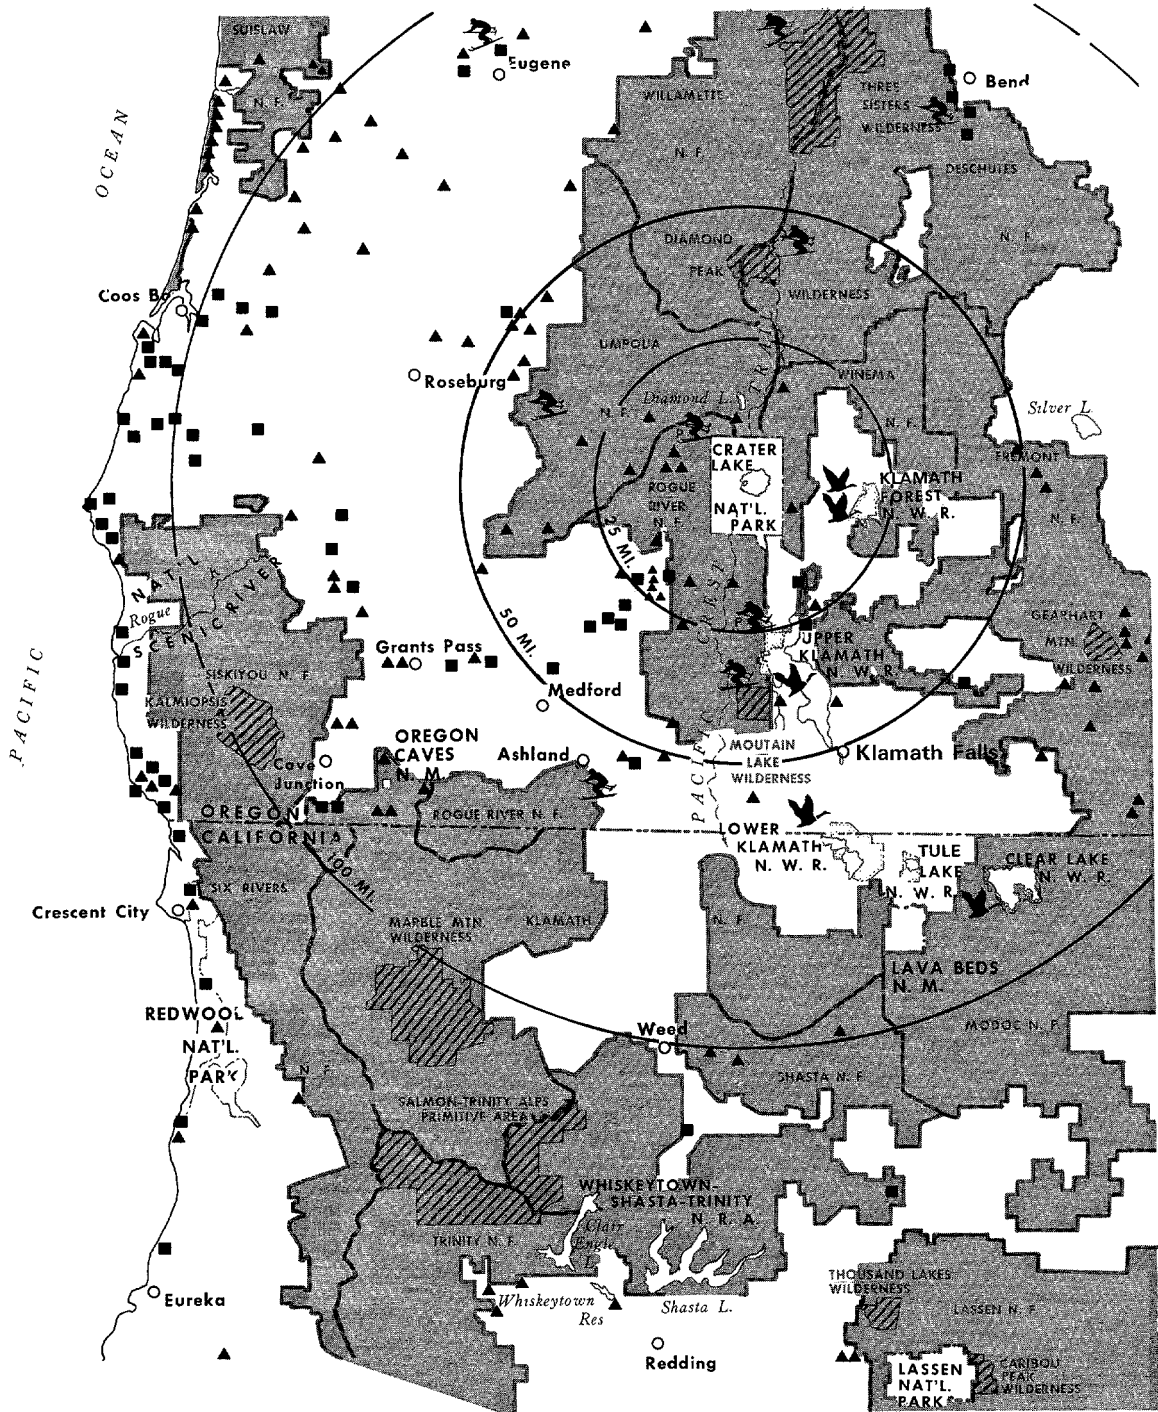 SUISLAW
N. F.
OCEAN
Eugene
WILLAMETTE
N. F.
THREE
SISTERS
WILDERNESS
Bend
DESCHUTES
N. F.
DIAMOND
PEAK
WILDERNESS
Coos Ba
UMPQUA
N. F.
Roseburg
WINEMA
N. F.
Diamond L.
TRAIL
Silver L.
CRATER
LAKE
NAT'L.
PARK
ROGUE
RIVER
N. F.
KLAMATH
FOREST
N. W. R.
FREMONT
N. F.
25 MI.
50 MI.
NAT'L
Rogue
SCENIC RIVER
PACIFIC
CREST
Grants Pass
Medford
UPPER
KLAMATH
N. W. R.
GEARHART
MTN.
WILDERNESS
SISKIYOU N. F.
KALMIOPSIS
WILDERNESS
PACIFIC
OREGON
CAVES
N. M.
Cave
Junction
Ashland
MOUTAIN
LAKE
WILDERNESS
Klamath Falls
OREGON
CALIFORNIA
ROGUE RIVER N. F.
LOWER
KLAMATH
N. W. R.
TULE
LAKE
N. W. R.
CLEAR LAKE
N. W. R.
100 MI.
SIX RIVERS
N. F.
Crescent City
MARBLE MTN.
WILDERNESS
KLAMATH
N. F.
LAVA BEDS
N. M.
REDWOOD
NAT'L.
PARK
Weed
MODOC N. F.
SHASTA N. F.
SALMON-TRINITY ALPS
PRIMITIVE AREA
WHISKEYTOWN-
SHASTA-TRINITY
N. R. A.
Clair
Engle
L.
TRINITY N. F.
Whiskeytown
Res
Shasta L.
Eureka
Redding
THOUSAND LAKES
WILDERNESS
LASSEN N. F.
LASSEN
NAT'L.
PARK
CARIBOU
PEAK
WILDERNESS